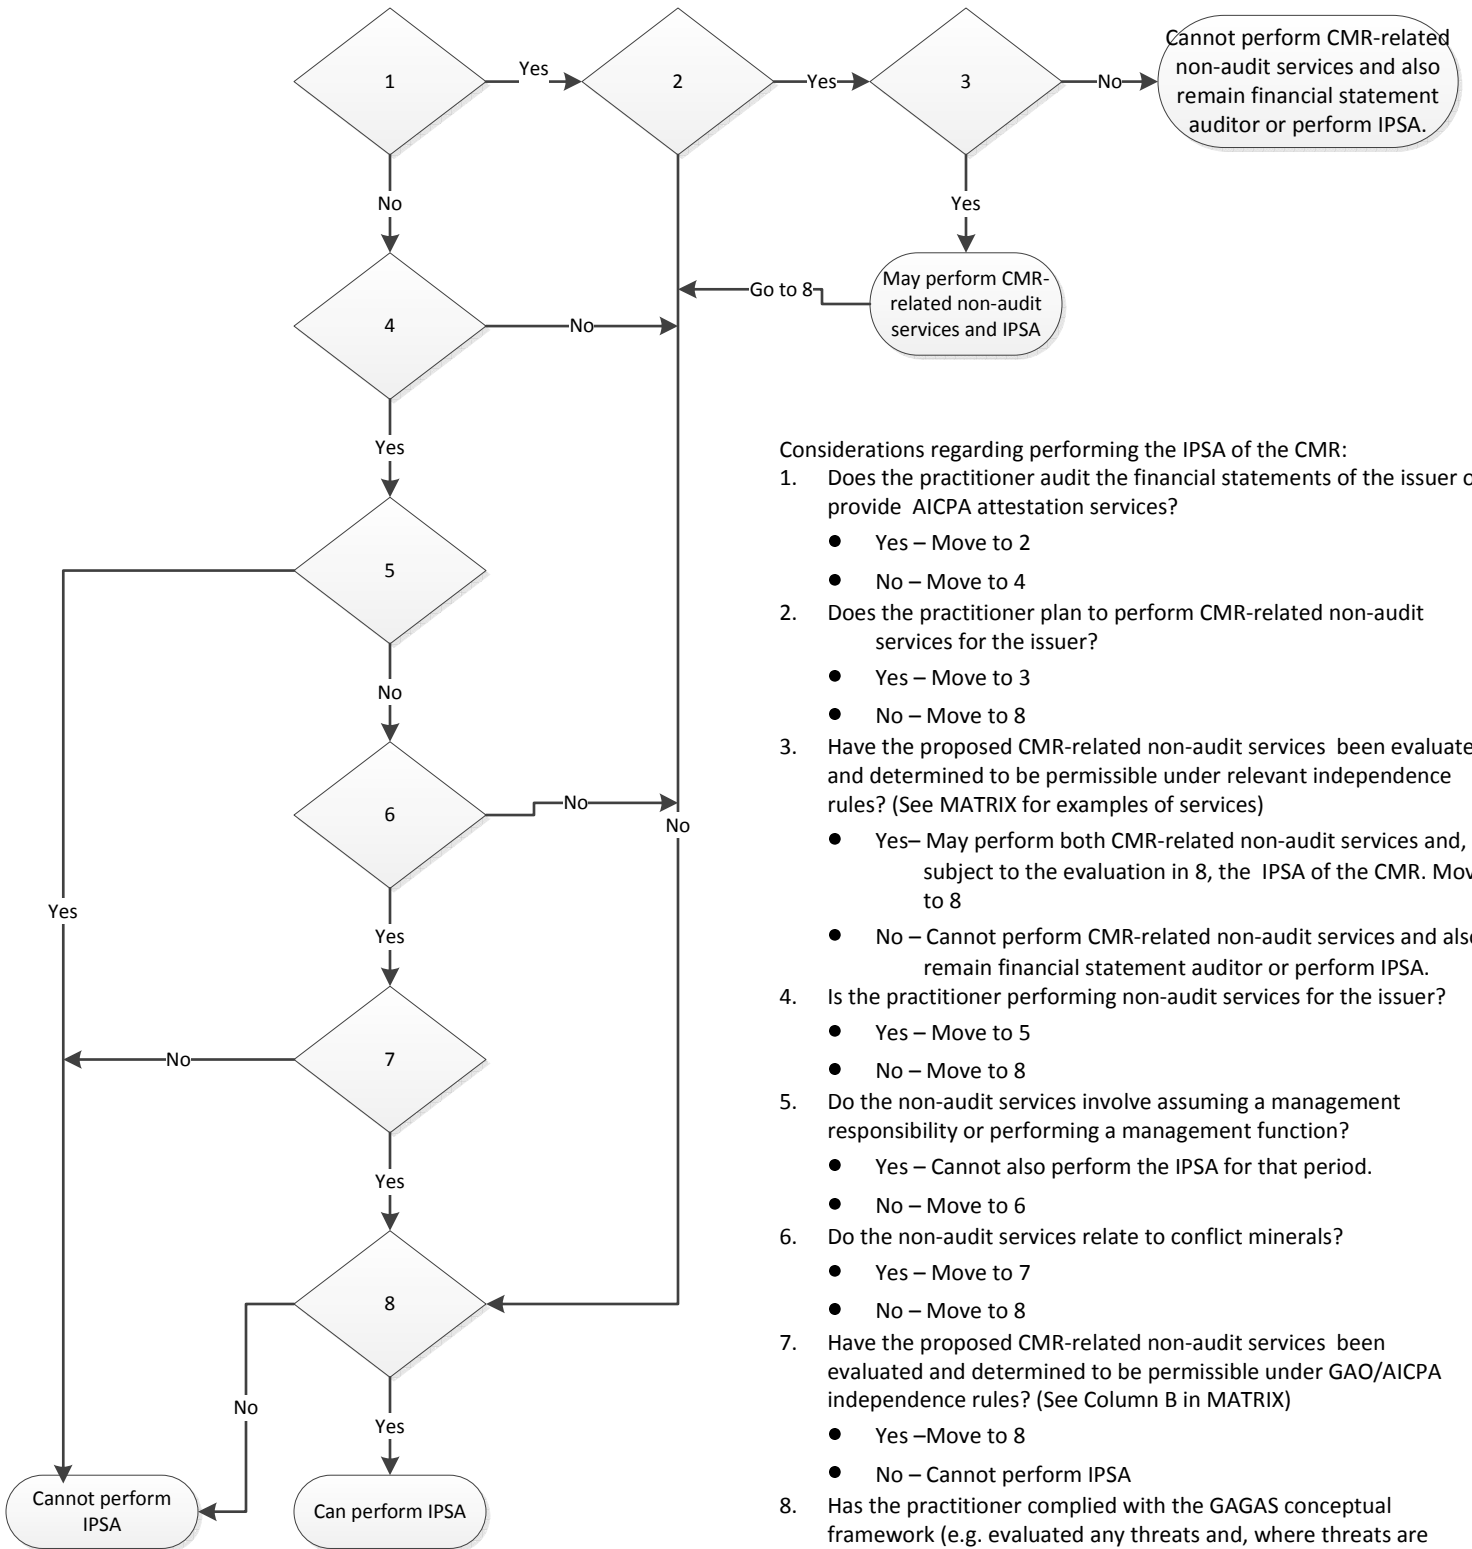 1
Yes
2
Yes
3
No
Cannot perform CMR-related
non-audit services and also
remain financial statement
auditor or perform IPSA.
No
Yes
4
No
Go to 8
May perform CMR-
related non-audit
services and IPSA
Yes
5
Yes
No
6
No
No
Yes
7
No
Yes
8
No
Yes
Cannot perform
IPSA
Can perform IPSA
Considerations regarding performing the IPSA of the CMR:
1. Does the practitioner audit the financial statements of the issuer o
provide AICPA attestation services?
● Yes – Move to 2
● No – Move to 4
2. Does the practitioner plan to perform CMR-related non-audit
services for the issuer?
● Yes – Move to 3
● No – Move to 8
3. Have the proposed CMR-related non-audit services been evaluate
and determined to be permissible under relevant independence
rules? (See MATRIX for examples of services)
● Yes– May perform both CMR-related non-audit services and,
subject to the evaluation in 8, the IPSA of the CMR. Mov
to 8
● No – Cannot perform CMR-related non-audit services and als
remain financial statement auditor or perform IPSA.
4. Is the practitioner performing non-audit services for the issuer?
● Yes – Move to 5
● No – Move to 8
5. Do the non-audit services involve assuming a management
responsibility or performing a management function?
● Yes – Cannot also perform the IPSA for that period.
● No – Move to 6
6. Do the non-audit services relate to conflict minerals?
● Yes – Move to 7
● No – Move to 8
7. Have the proposed CMR-related non-audit services been
evaluated and determined to be permissible under GAO/AICPA
independence rules? (See Column B in MATRIX)
● Yes –Move to 8
● No – Cannot perform IPSA
8. Has the practitioner complied with the GAGAS conceptual
framework (e.g. evaluated any threats and, where threats are